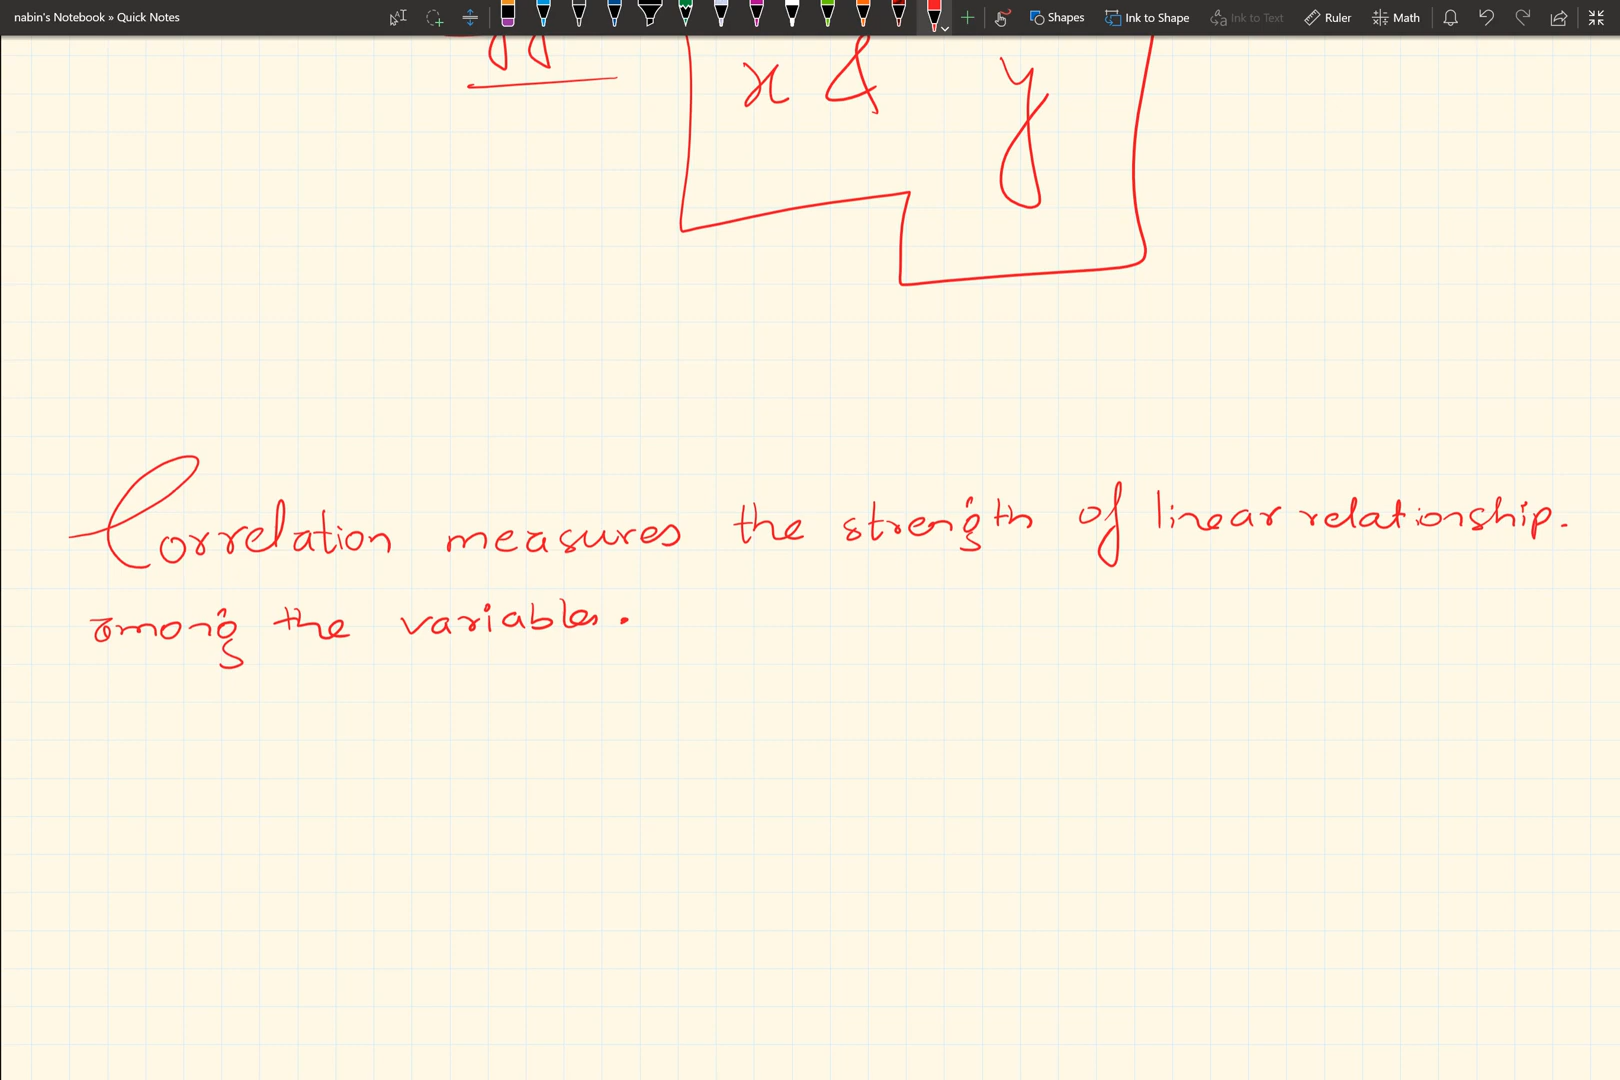 nabin's Notebook » Quick Notes
Shapes Ink to Shape Ink to Text Ruler Math
x & y
Correlation measures the strength of linear relationship.
among the variables.